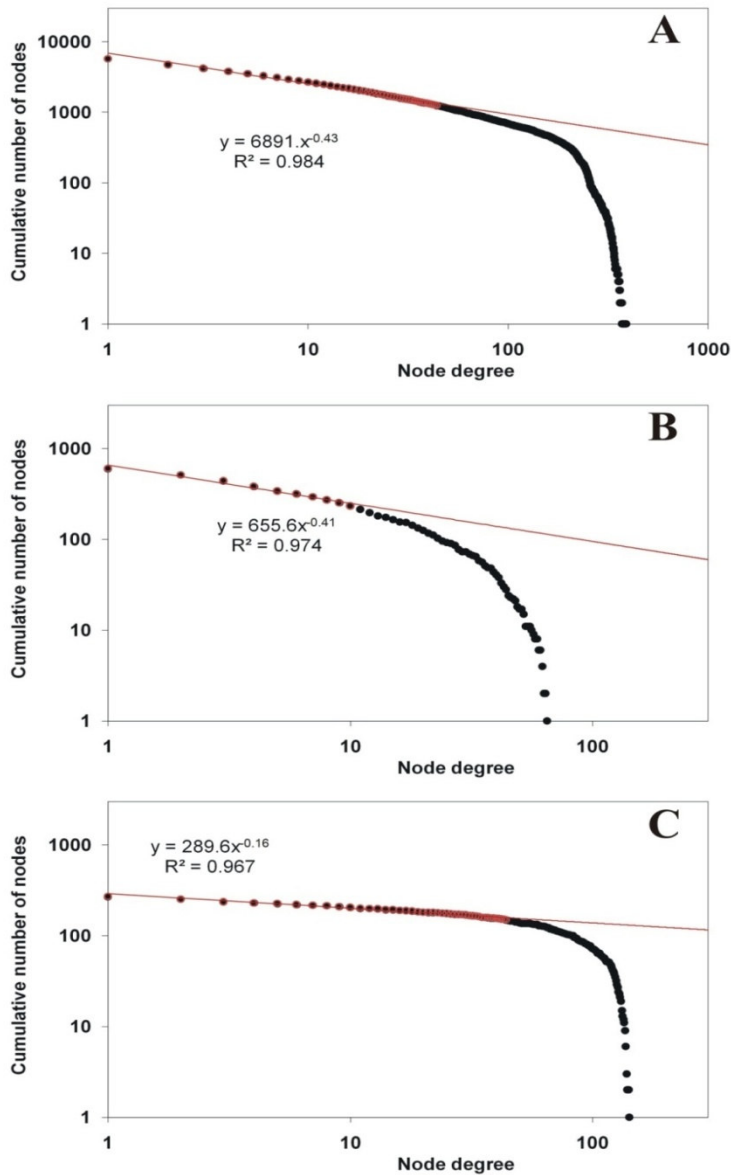 A
10000
1000
100
10
1
Cumulative number of nodes
y = 6891.x^-0.43
R² = 0.984
1 10 100 1000
Node degree
B
1000
100
10
1
Cumulative number of nodes
y = 655.6x^-0.41
R² = 0.974
1 10 100
Node degree
C
1000
100
10
1
Cumulative number of nodes
y = 289.6x^-0.16
R² = 0.967
1 10 100
Node degree